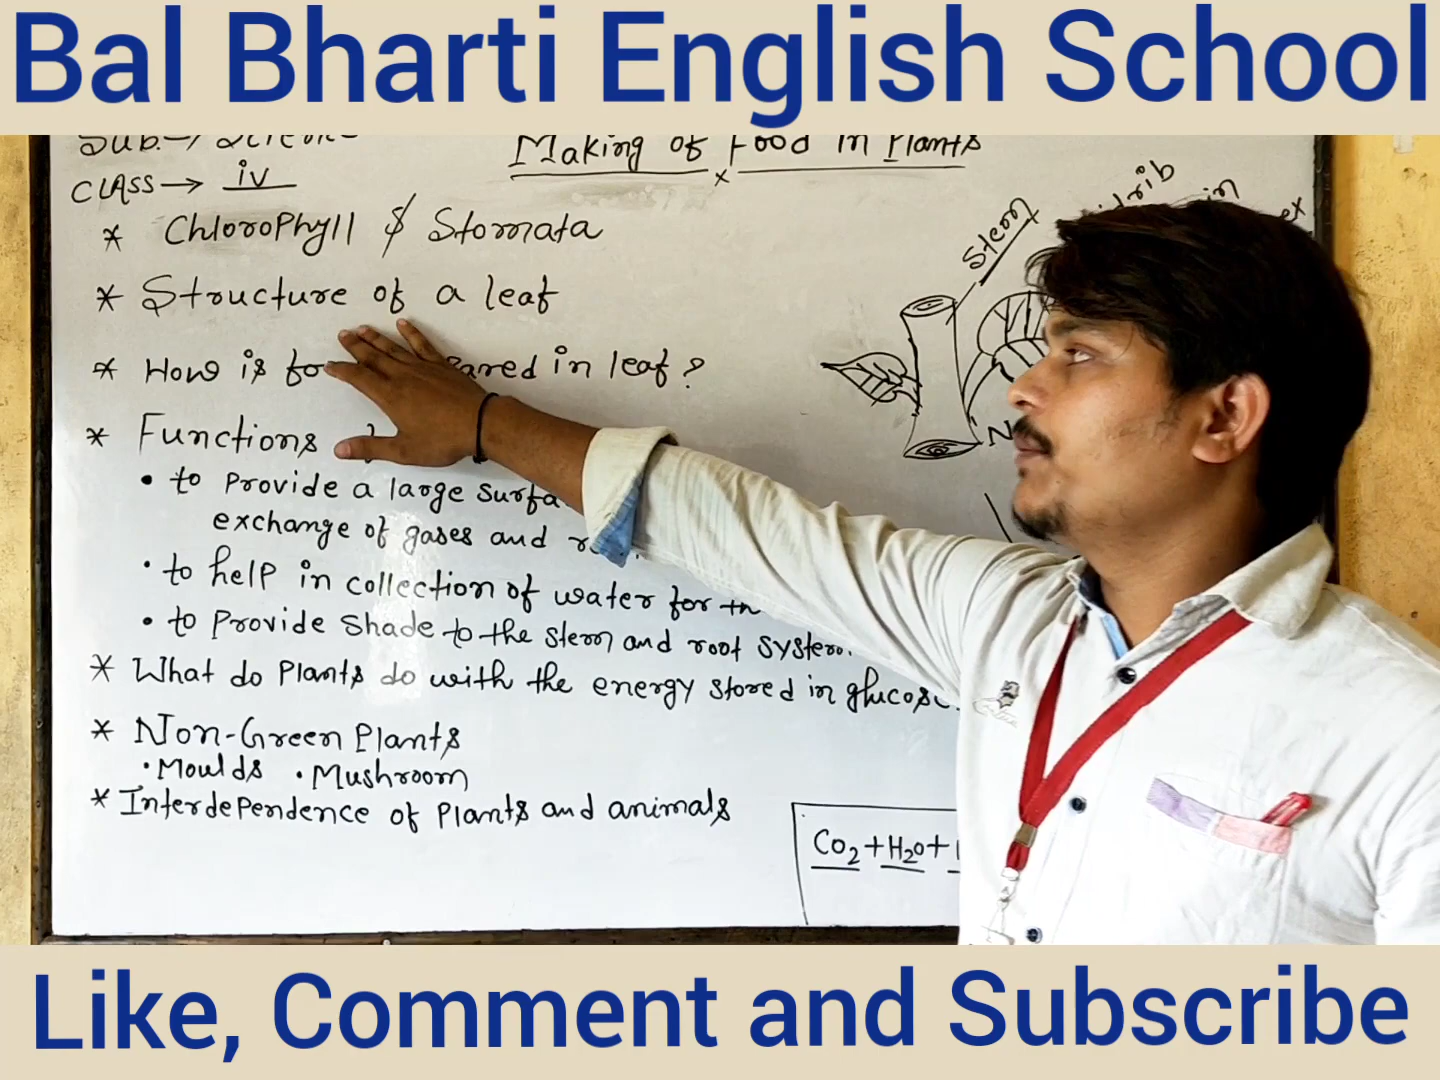 Bal Bharti English School
Sub.→ Science
Making of Food in Plants
CLASS → iv
* Chlorophyll & Stomata
Stem
* Structure of a leaf
* How is in leaf?
* Functions
• to Provide a large
exchange of gases and
• to help in collection of water for
• to Provide Shade to the stem and root system.
* What do Plants do with the energy stored in glucose.
* Non-Green Plants
• Moulds • Mushroom
* Interdependence of Plants and animals
Co2 + H2o +
Like, Comment and Subscribe